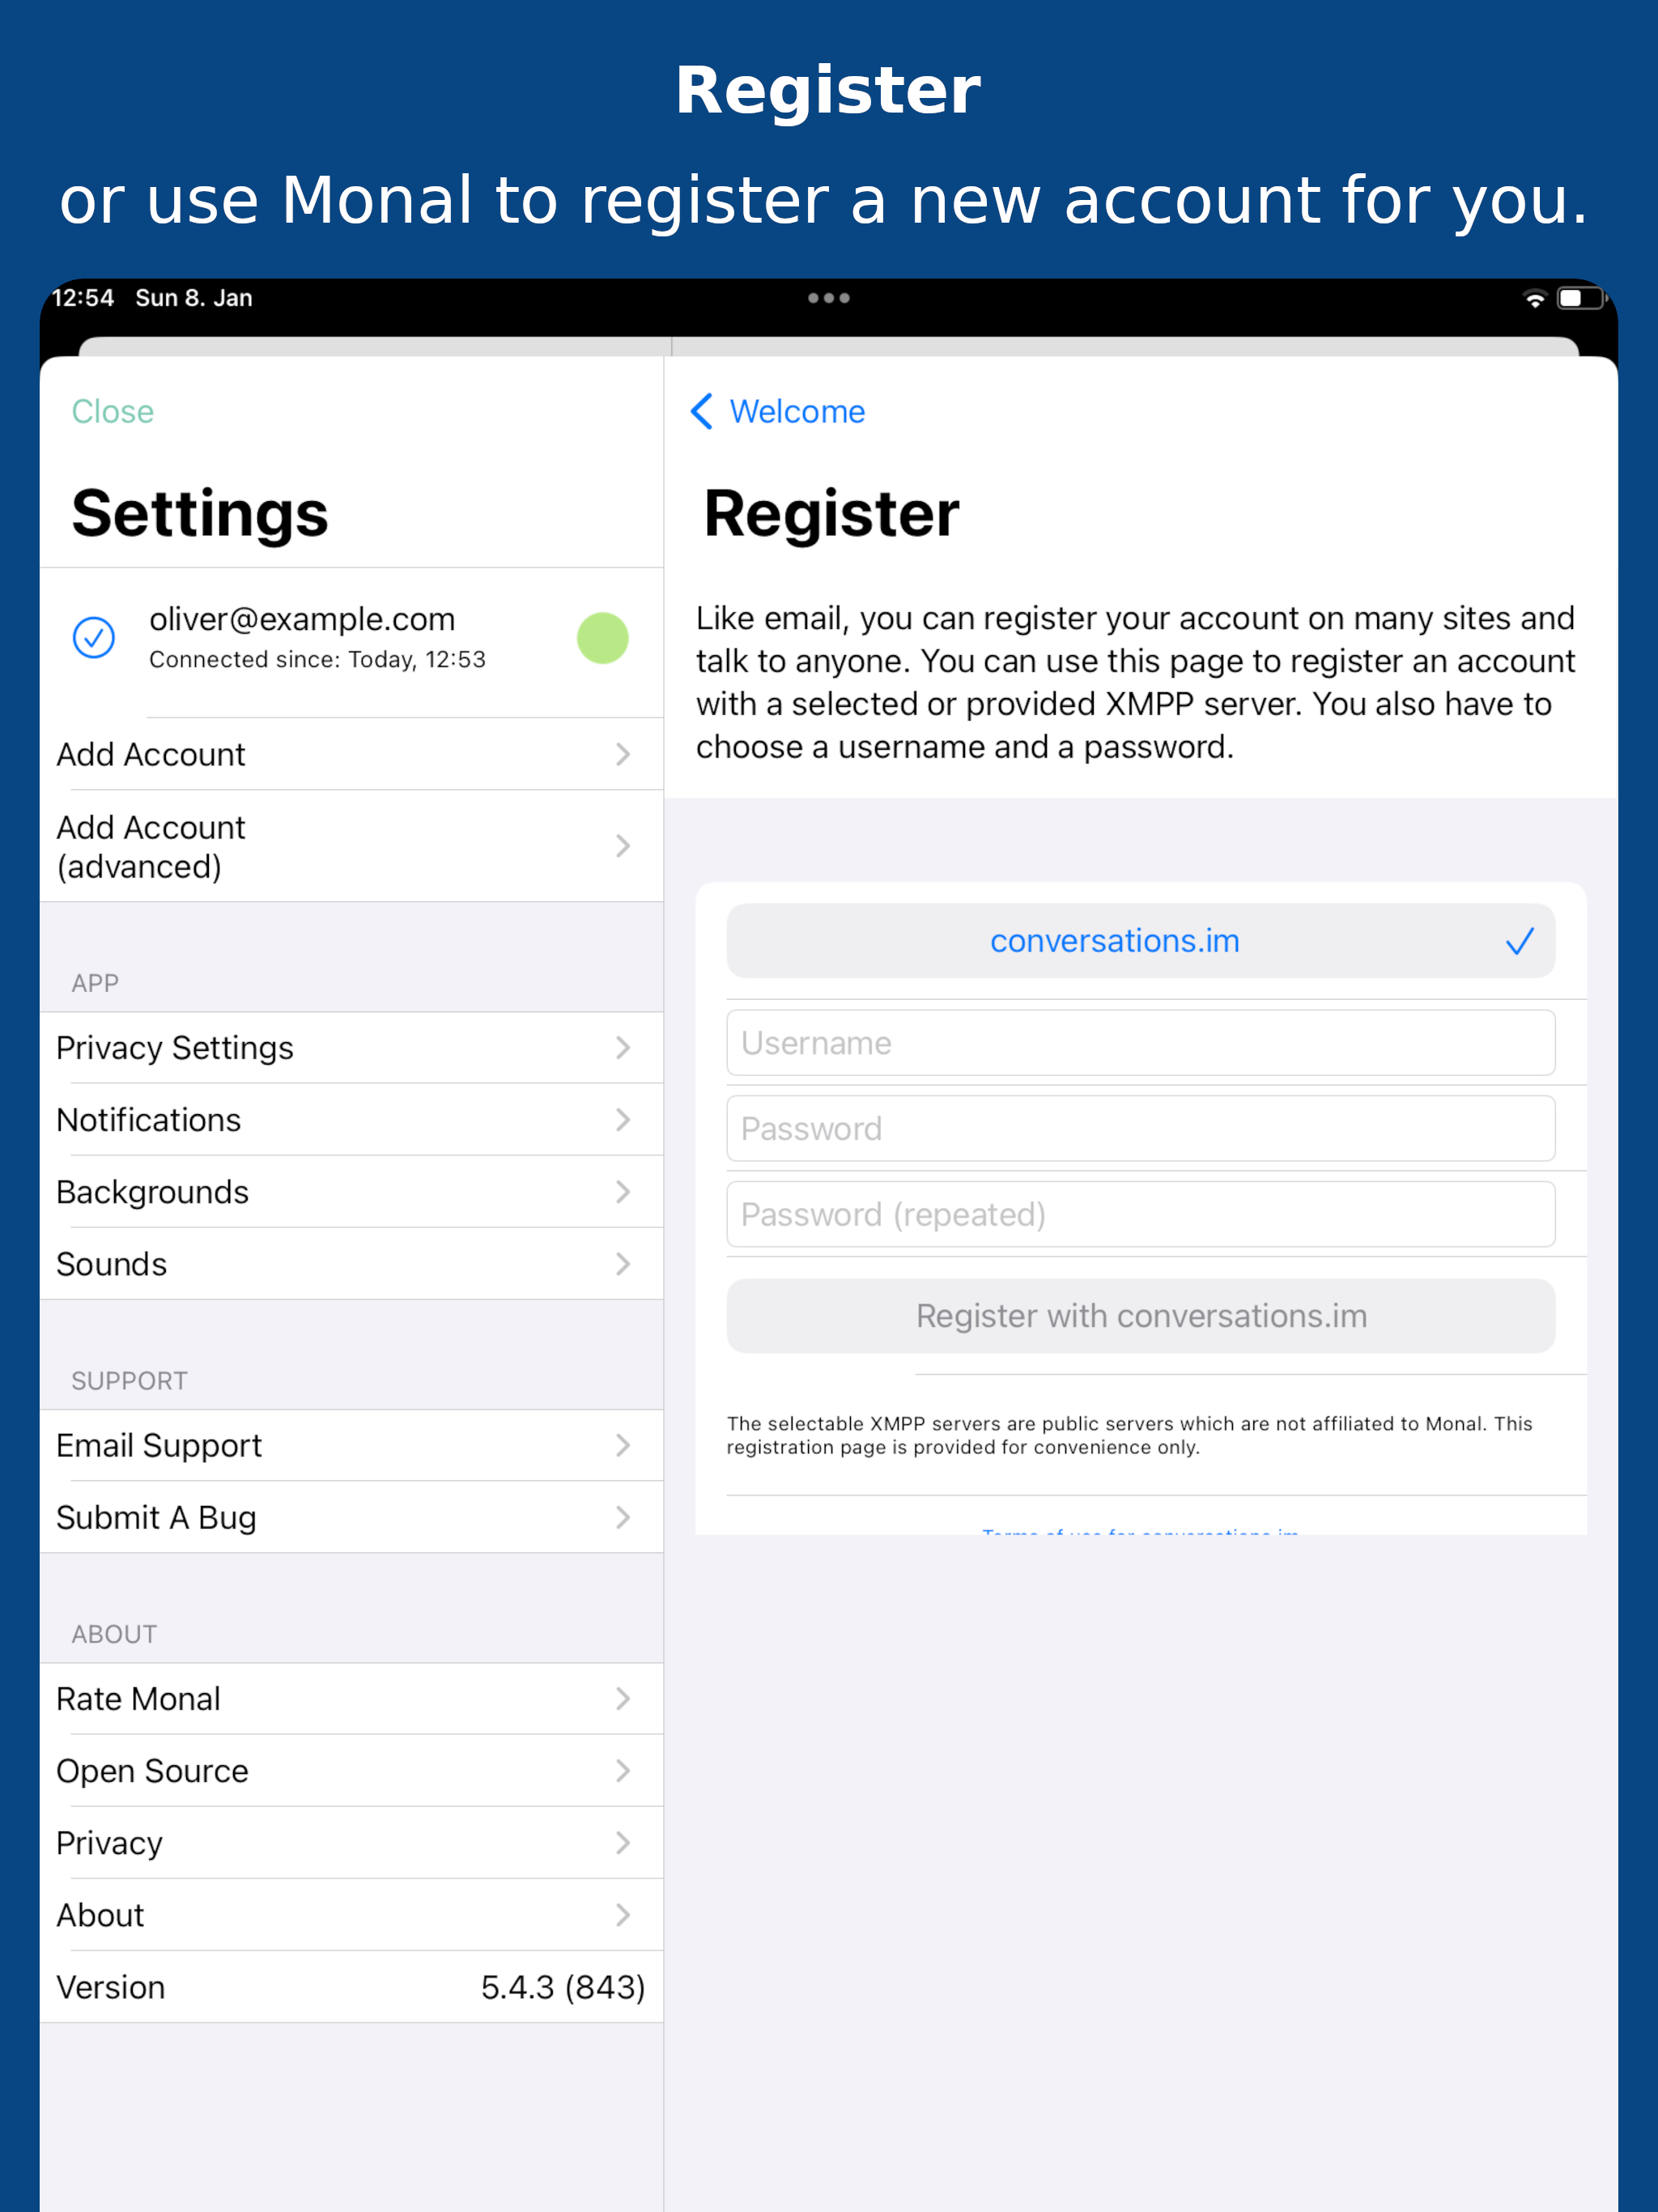 Register
or use Monal to register a new account for you.
12:54 Sun 8. Jan
Close
Settings
oliver@example.com
Connected since: Today, 12:53
Add Account
Add Account
(advanced)
APP
Privacy Settings
Notifications
Backgrounds
Sounds
SUPPORT
Email Support
Submit A Bug
ABOUT
Rate Monal
Open Source
Privacy
About
Version 5.4.3 (843)
Welcome
Register
Like email, you can register your account on many sites and
talk to anyone. You can use this page to register an account
with a selected or provided XMPP server. You also have to
choose a username and a password.
conversations.im
Username
Password
Password (repeated)
Register with conversations.im
The selectable XMPP servers are public servers which are not affiliated to Monal. This
registration page is provided for convenience only.
Terms of use for conversations.im